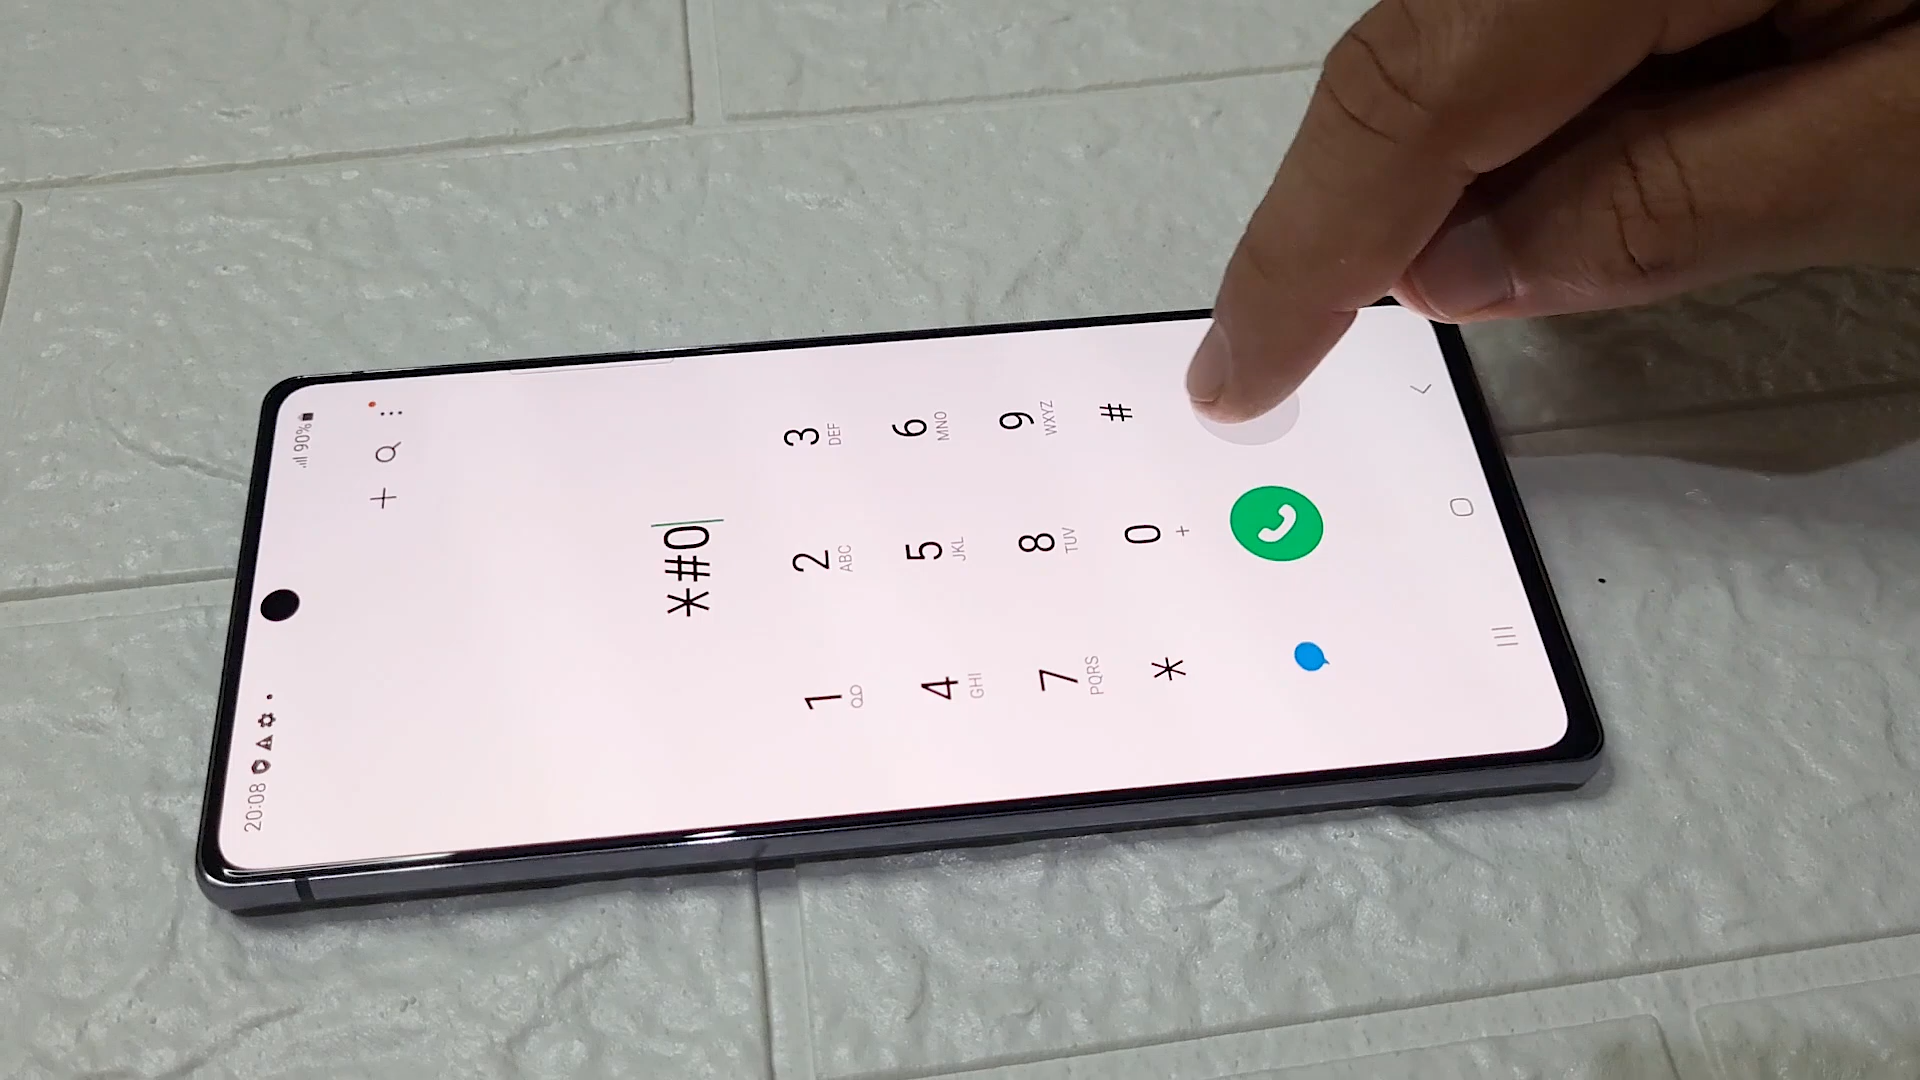 20:08
90%
*#0
1
2 ABC
3 DEF
4 GHI
5 JKL
6 MNO
7 PQRS
8 TUV
9 WXYZ
*
0 +
#